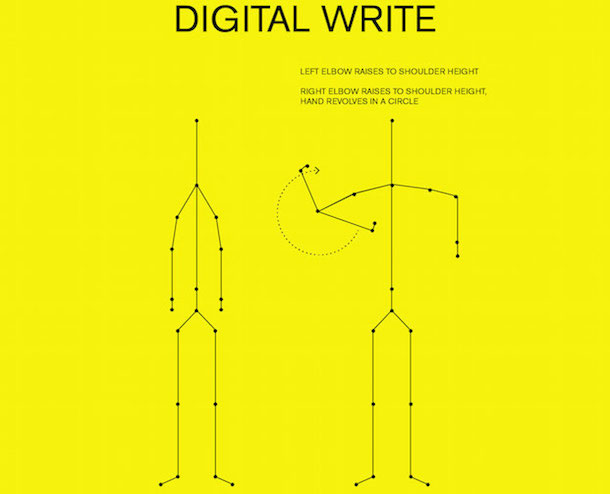 DIGITAL WRITE
LEFT ELBOW RAISES TO SHOULDER HEIGHT
RIGHT ELBOW RAISES TO SHOULDER HEIGHT,
HAND REVOLVES IN A CIRCLE